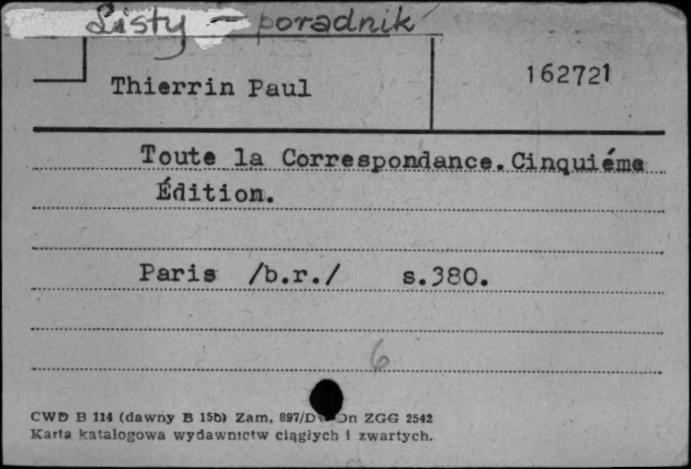 Listy - poradnik
Thierrin Paul
162721
Toute la Correspondance. Cinquiéme
Édition.
Paris /b.r./ s.380.
6
CWD B 114 (dawny B 15b) Zam. 897/D On ZGG 2542
Karta katalogowa wydawnictw ciągłych i zwartych.